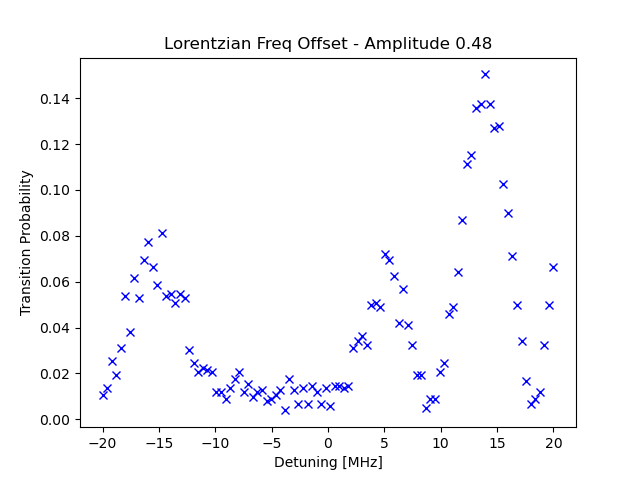 Lorentzian Freq Offset - Amplitude 0.48
0.14
0.12
0.10
0.08
0.06
0.04
0.02
0.00
Transition Probability
−20 −15 −10 −5 0 5 10 15 20
Detuning [MHz]